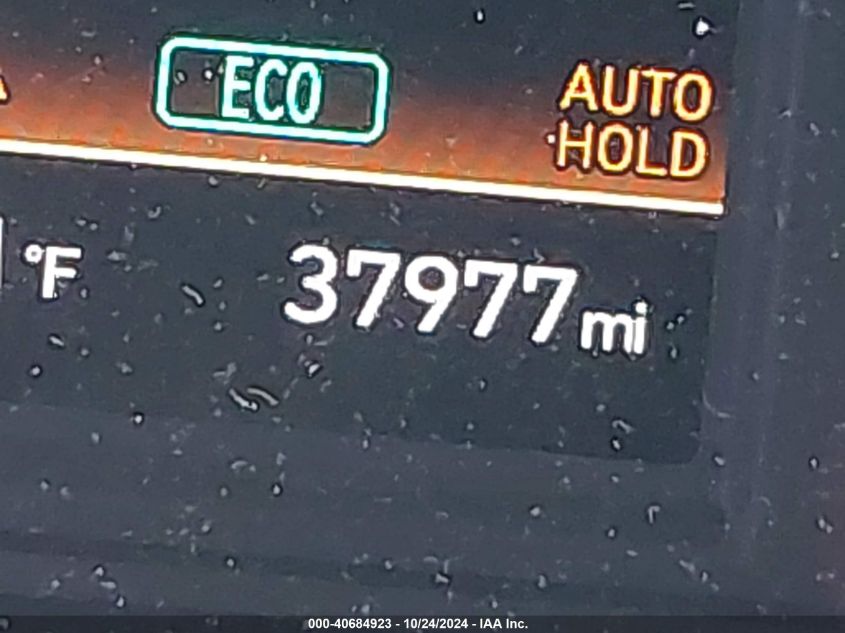 ECO
AUTO
HOLD
°F
37977 mi
000-40684923 - 10/24/2024 - IAA Inc.